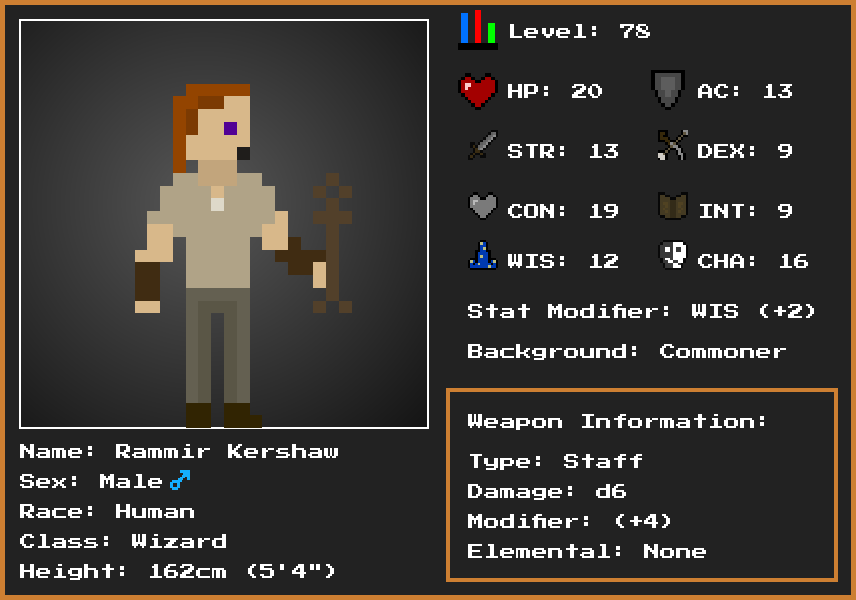 Level: 78
HP: 20 AC: 13
STR: 13 DEX: 9
CON: 19 INT: 9
WIS: 12 CHA: 16
Stat Modifier: WIS (+2)
Background: Commoner
Weapon Information:
Type: Staff
Damage: d6
Modifier: (+4)
Elemental: None
Name: Rammir Kershaw
Sex: Male♂
Race: Human
Class: Wizard
Height: 162cm (5'4")